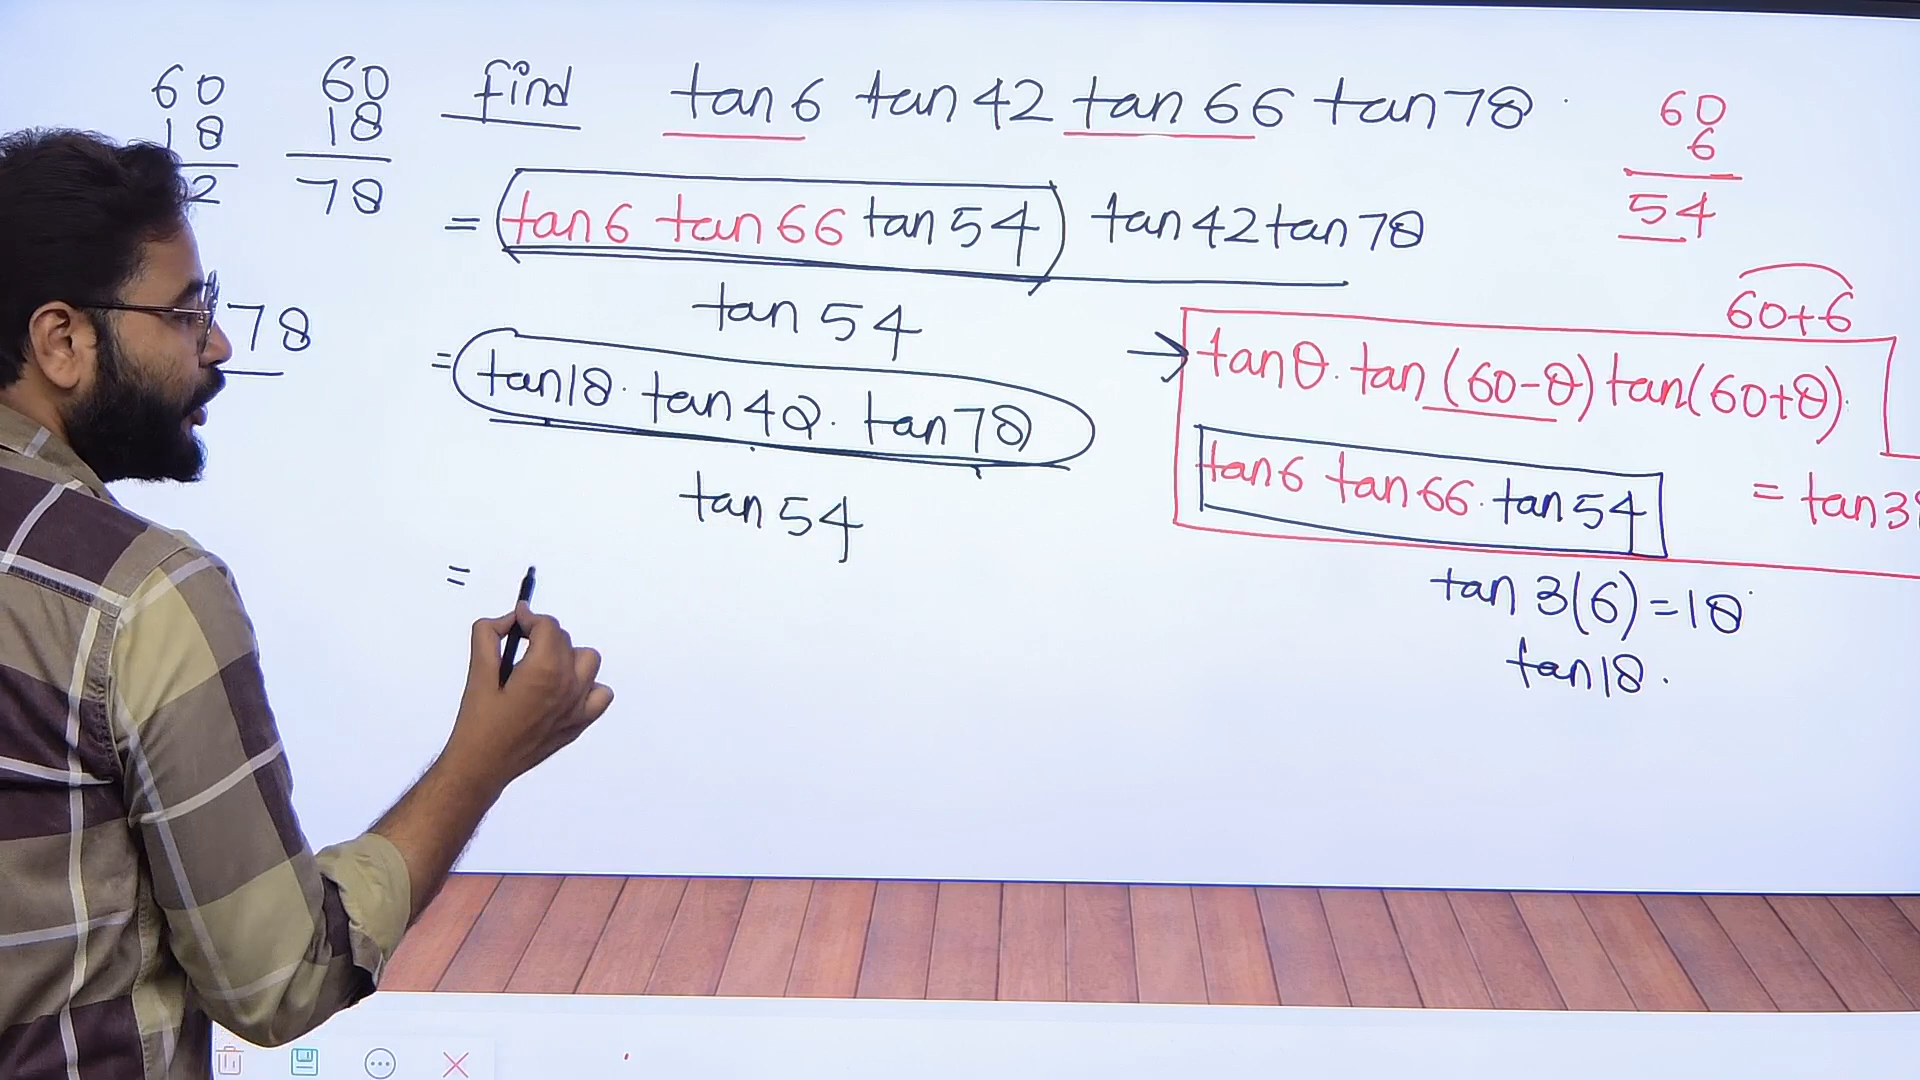 60
18
2
60
18
78
78
find tan 6 tan 42 tan 66 tan 78
= (tan 6 tan 66 tan 54) tan 42 tan 78
tan 54
= tan 18 . tan 42 . tan 78
tan 54
=
60
6
54
60+6
→ tan θ . tan (60-θ) tan (60+θ)
tan 6 tan 66 . tan 54 = tan 3
tan 3(6) = 18
tan 18 .